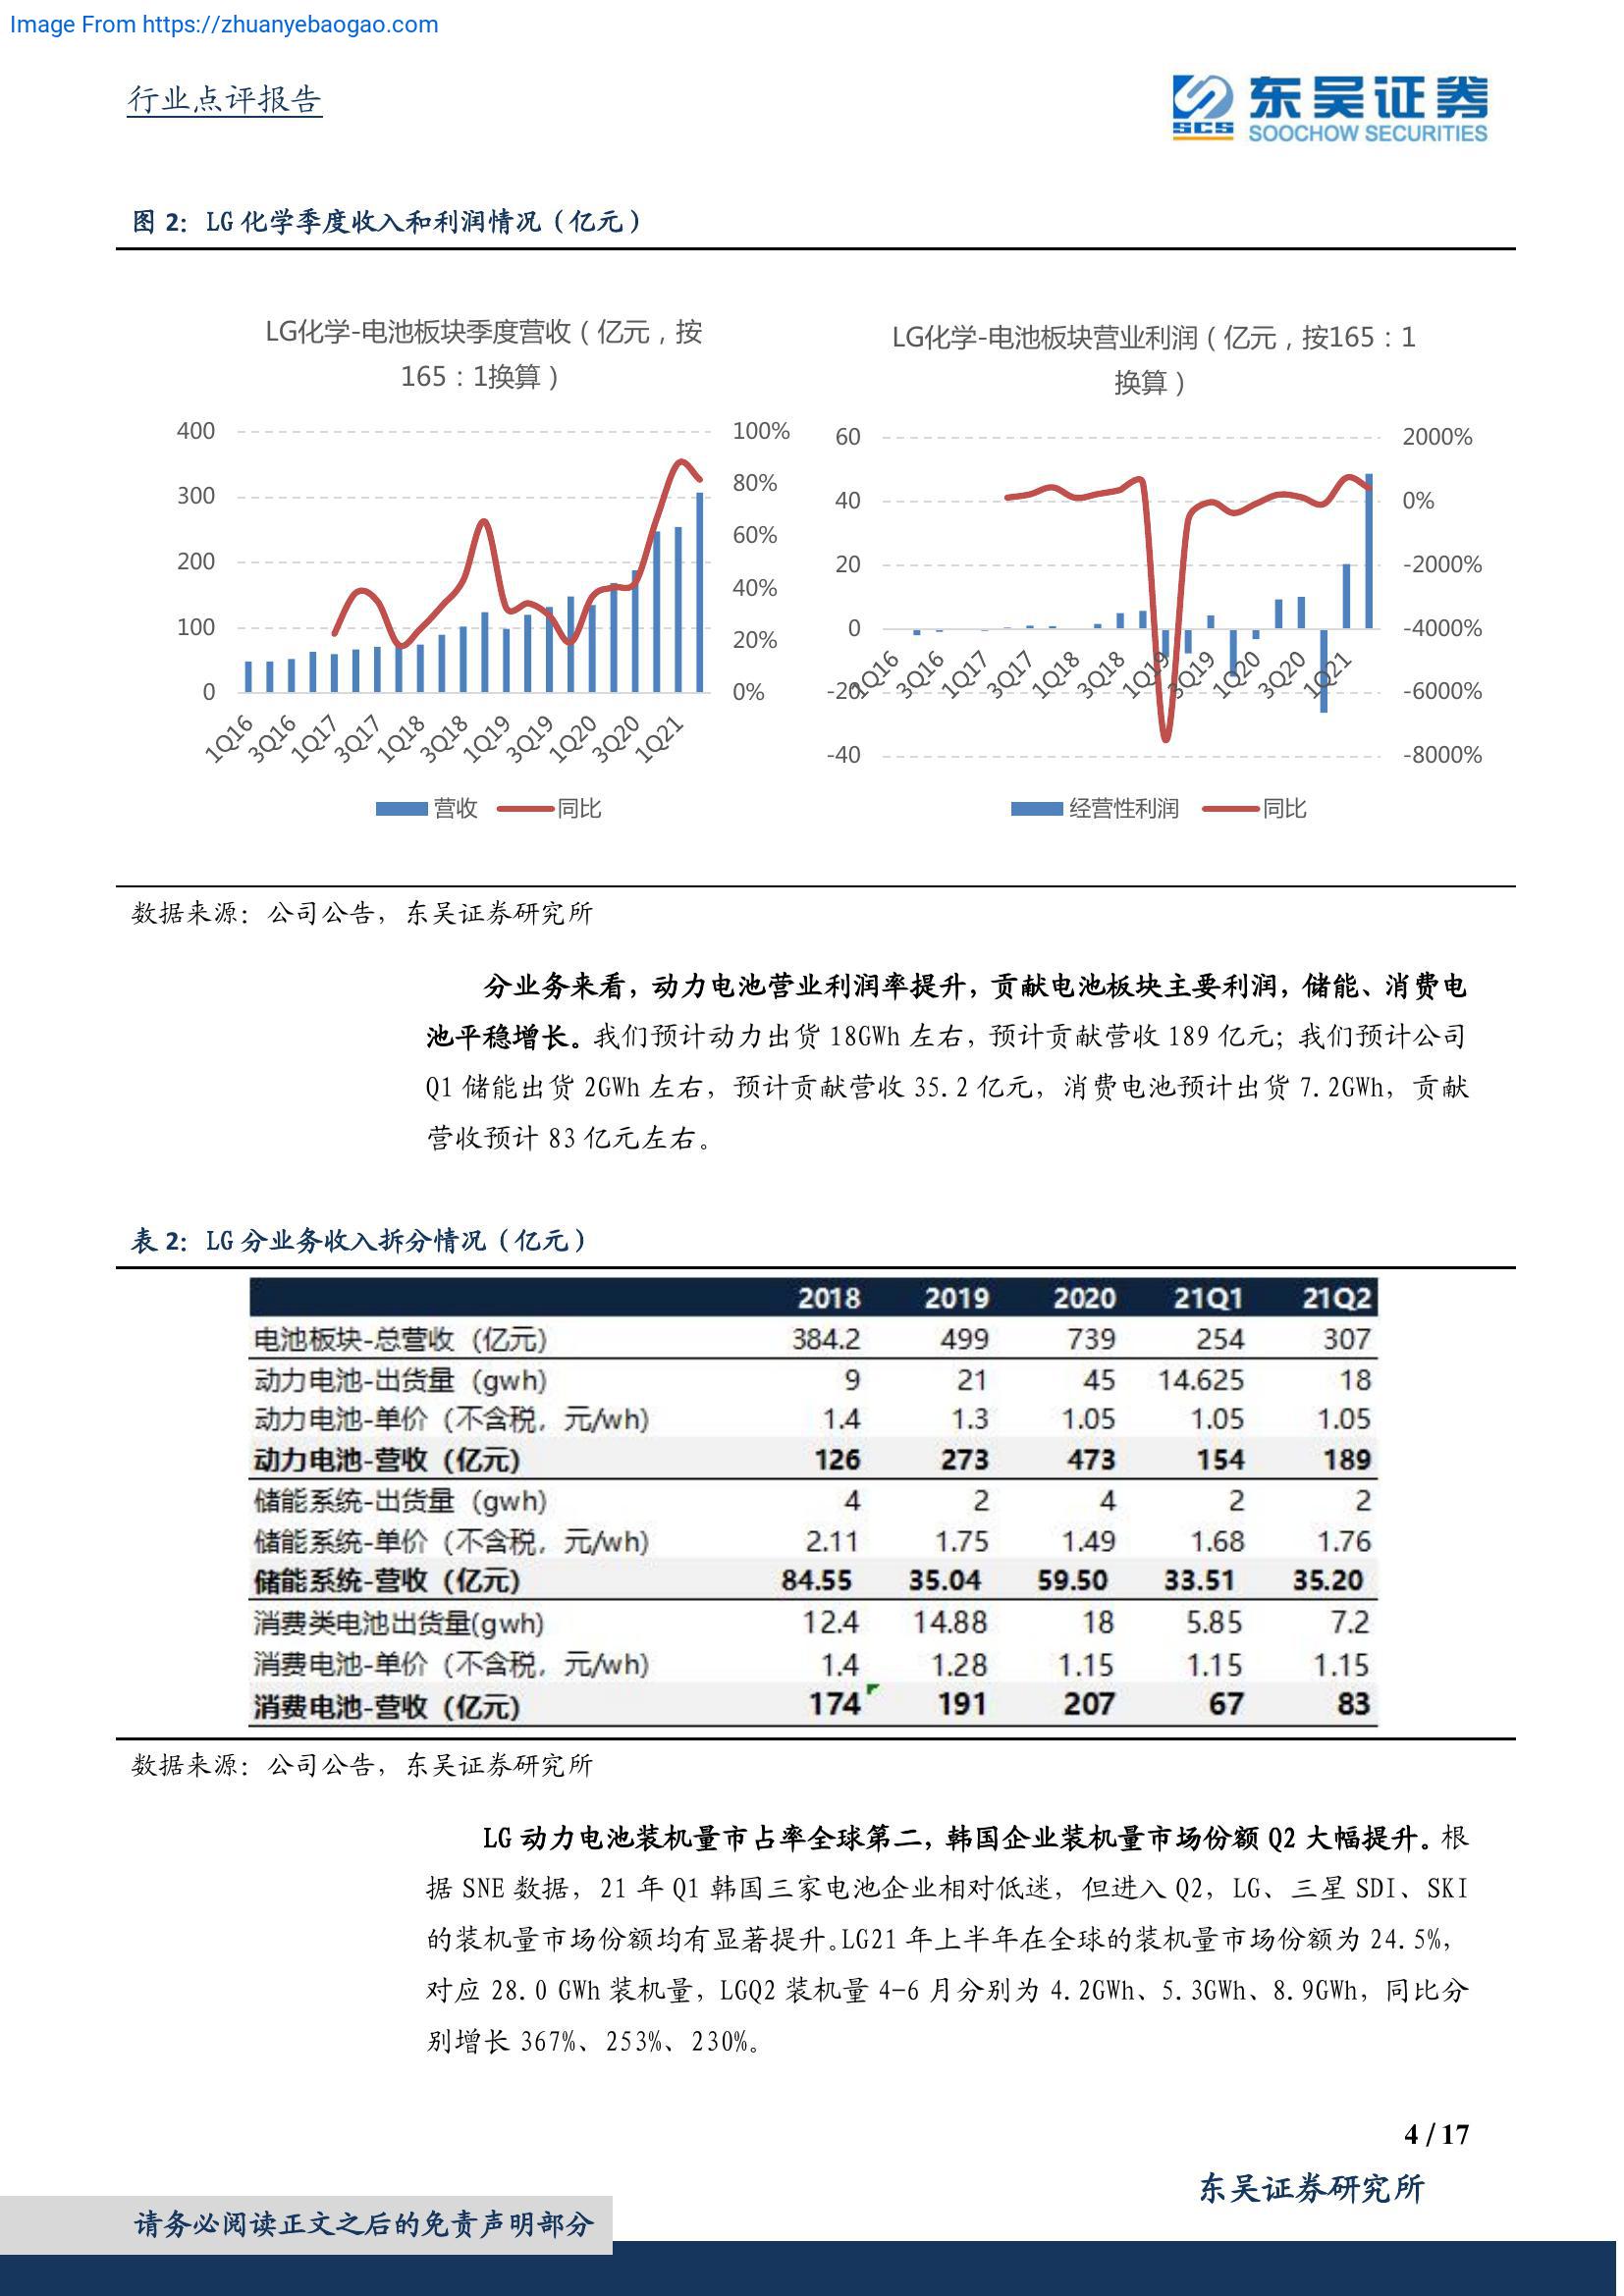 Image From https://zhuanyebaogao.com
行业点评报告
东吴证券
SCS
SOOCHOW SECURITIES
图 2：LG 化学季度收入和利润情况（亿元）
LG化学-电池板块季度营收（亿元，按
165：1换算）
400
300
200
100
0
100%
80%
60%
40%
20%
0%
1Q16
3Q16
1Q17
3Q17
1Q18
3Q18
1Q19
3Q19
1Q20
3Q20
1Q21
营收 同比
LG化学-电池板块营业利润（亿元，按165：1
换算）
60
40
20
0
-20
-40
2000%
0%
-2000%
-4000%
-6000%
-8000%
1Q16
3Q16
1Q17
3Q17
1Q18
3Q18
1Q19
3Q19
1Q20
3Q20
1Q21
经营性利润 同比
数据来源：公司公告，东吴证券研究所
分业务来看，动力电池营业利润率提升，贡献电池板块主要利润，储能、消费电
池平稳增长。我们预计动力出货 18GWh 左右，预计贡献营收 189 亿元；我们预计公司
Q1 储能出货 2GWh 左右，预计贡献营收 35.2 亿元，消费电池预计出货 7.2GWh，贡献
营收预计 83 亿元左右。
表 2：LG 分业务收入拆分情况（亿元）
2018 2019 2020 21Q1 21Q2
电池板块-总营收（亿元） 384.2 499 739 254 307
动力电池-出货量（gwh) 9 21 45 14.625 18
动力电池-单价（不含税，元/wh) 1.4 1.3 1.05 1.05 1.05
动力电池-营收（亿元） 126 273 473 154 189
储能系统-出货量（gwh) 4 2 4 2 2
储能系统-单价（不含税，元/wh) 2.11 1.75 1.49 1.68 1.76
储能系统-营收（亿元） 84.55 35.04 59.50 33.51 35.20
消费类电池出货量(gwh) 12.4 14.88 18 5.85 7.2
消费电池-单价（不含税，元/wh) 1.4 1.28 1.15 1.15 1.15
消费电池-营收（亿元） 174 191 207 67 83
数据来源：公司公告，东吴证券研究所
LG 动力电池装机量市占率全球第二，韩国企业装机量市场份额 Q2 大幅提升。根
据 SNE 数据，21 年 Q1 韩国三家电池企业相对低迷，但进入 Q2，LG、三星 SDI、SKI
的装机量市场份额均有显著提升。LG21 年上半年在全球的装机量市场份额为 24.5%，
对应 28.0 GWh 装机量，LGQ2 装机量 4-6 月分别为 4.2GWh、5.3GWh、8.9GWh，同比分
别增长 367%、253%、230%。
4 / 17
东吴证券研究所
请务必阅读正文之后的免责声明部分